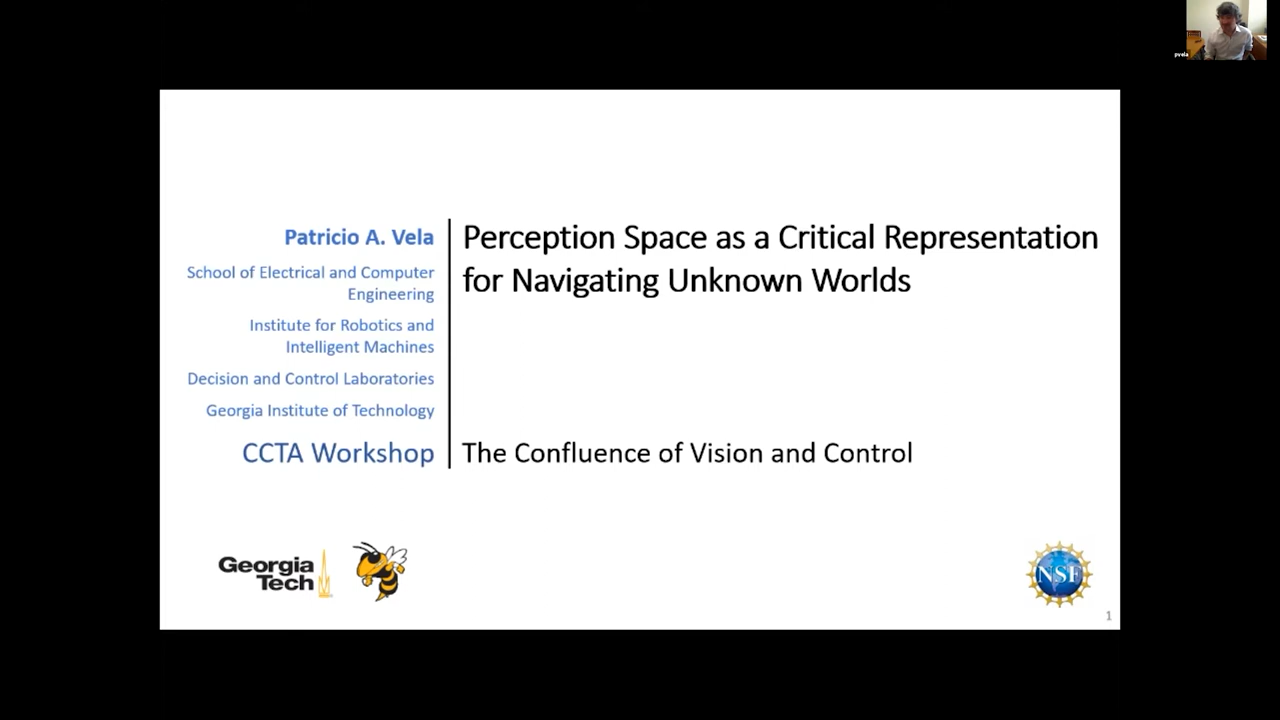 pvela
Patricio A. Vela
School of Electrical and Computer
Engineering
Institute for Robotics and
Intelligent Machines
Decision and Control Laboratories
Georgia Institute of Technology
CCTA Workshop
Perception Space as a Critical Representation
for Navigating Unknown Worlds
The Confluence of Vision and Control
Georgia
Tech
NSF
1